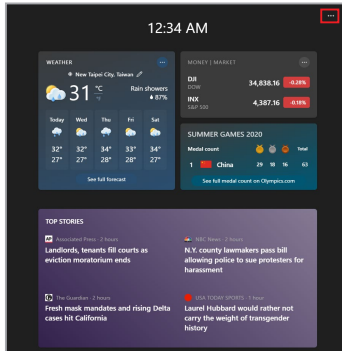 12:34 AM
WEATHER
New Taipei City, Taiwan
31 °C
Rain showers
87%
Today Wed Thu Fri Sat
32° 32° 34° 33° 34°
27° 27° 28° 28° 27°
See full forecast
MONEY | MARKET
DJI
DOW
34,838.16
-0.28%
INX
S&P 500
4,387.16
-0.18%
SUMMER GAMES 2020
Medal count Total
1 China 29 18 16 63
See full medal count on Olympics.com
TOP STORIES
AP Associated Press · 2 hours
Landlords, tenants fill courts as
eviction moratorium ends
NBC News · 2 hours
N.Y. county lawmakers pass bill
allowing police to sue protesters for
harassment
The Guardian · 2 hours
Fresh mask mandates and rising Delta
cases hit California
USA TODAY SPORTS · 1 hour
Laurel Hubbard would rather not
carry the weight of transgender
history